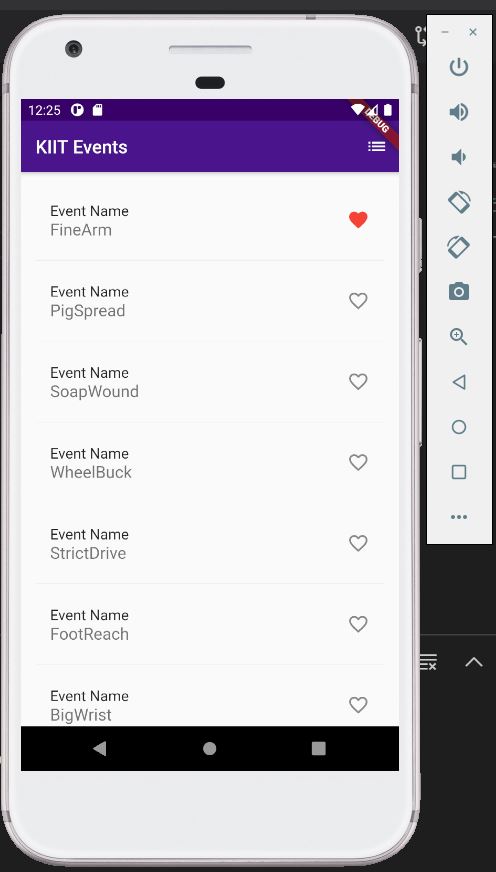 12:25
DEBUG
KIIT Events
Event Name
FineArm
Event Name
PigSpread
Event Name
SoapWound
Event Name
WheelBuck
Event Name
StrictDrive
Event Name
FootReach
Event Name
BigWrist